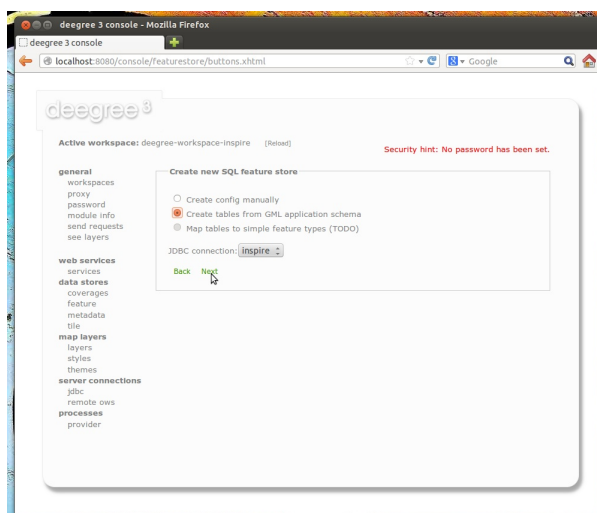 deegree 3 console - Mozilla Firefox
deegree 3 console
localhost:8080/console/featurestore/buttons.xhtml
Google
deegree 3
Active workspace: deegree-workspace-inspire [Reload]
Security hint: No password has been set.
general
workspaces
proxy
password
module info
send requests
see layers
web services
services
data stores
coverages
feature
metadata
tile
map layers
layers
styles
themes
server connections
jdbc
remote ows
processes
provider
Create new SQL feature store
Create config manually
Create tables from GML application schema
Map tables to simple feature types (TODO)
JDBC connection: inspire
Back Next